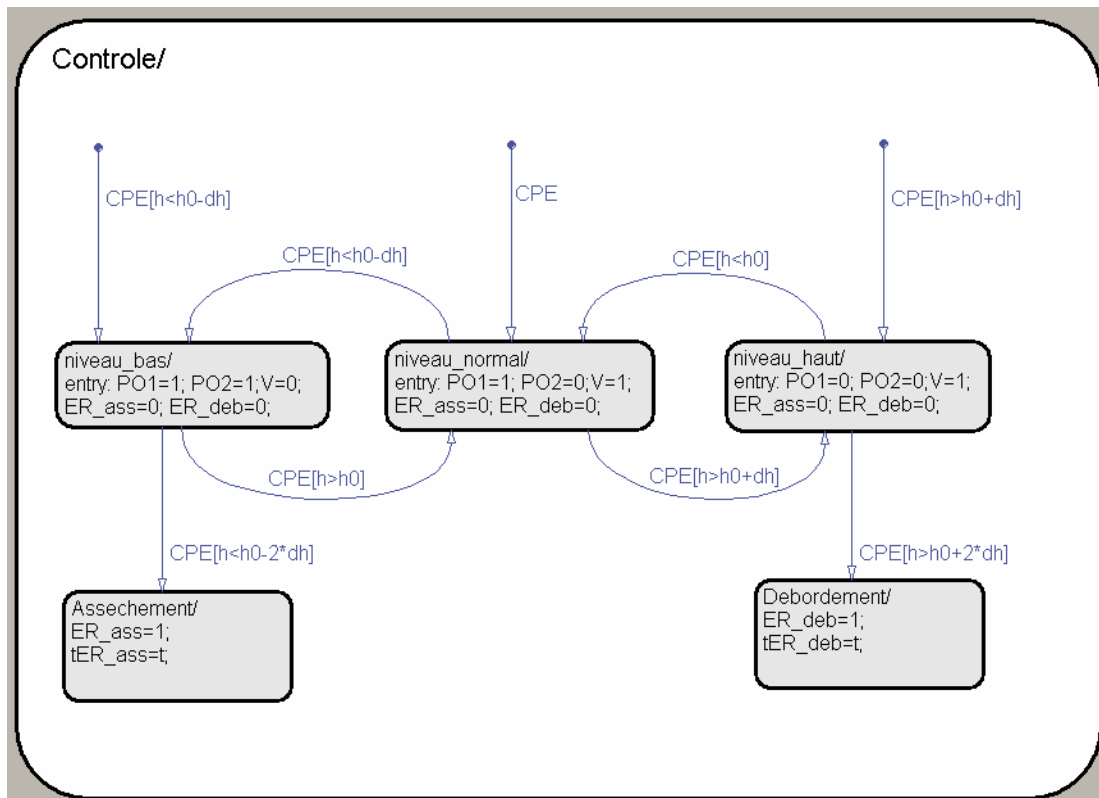 Controle/
CPE[h<h0-dh]
CPE
CPE[h>h0+dh]
CPE[h<h0-dh]
CPE[h<h0]
niveau_bas/
entry: PO1=1; PO2=1;V=0;
ER_ass=0; ER_deb=0;
niveau_normal/
entry: PO1=1; PO2=0;V=1;
ER_ass=0; ER_deb=0;
niveau_haut/
entry: PO1=0; PO2=0;V=1;
ER_ass=0; ER_deb=0;
CPE[h>h0]
CPE[h>h0+dh]
CPE[h<h0-2*dh]
CPE[h>h0+2*dh]
Assechement/
ER_ass=1;
tER_ass=t;
Debordement/
ER_deb=1;
tER_deb=t;